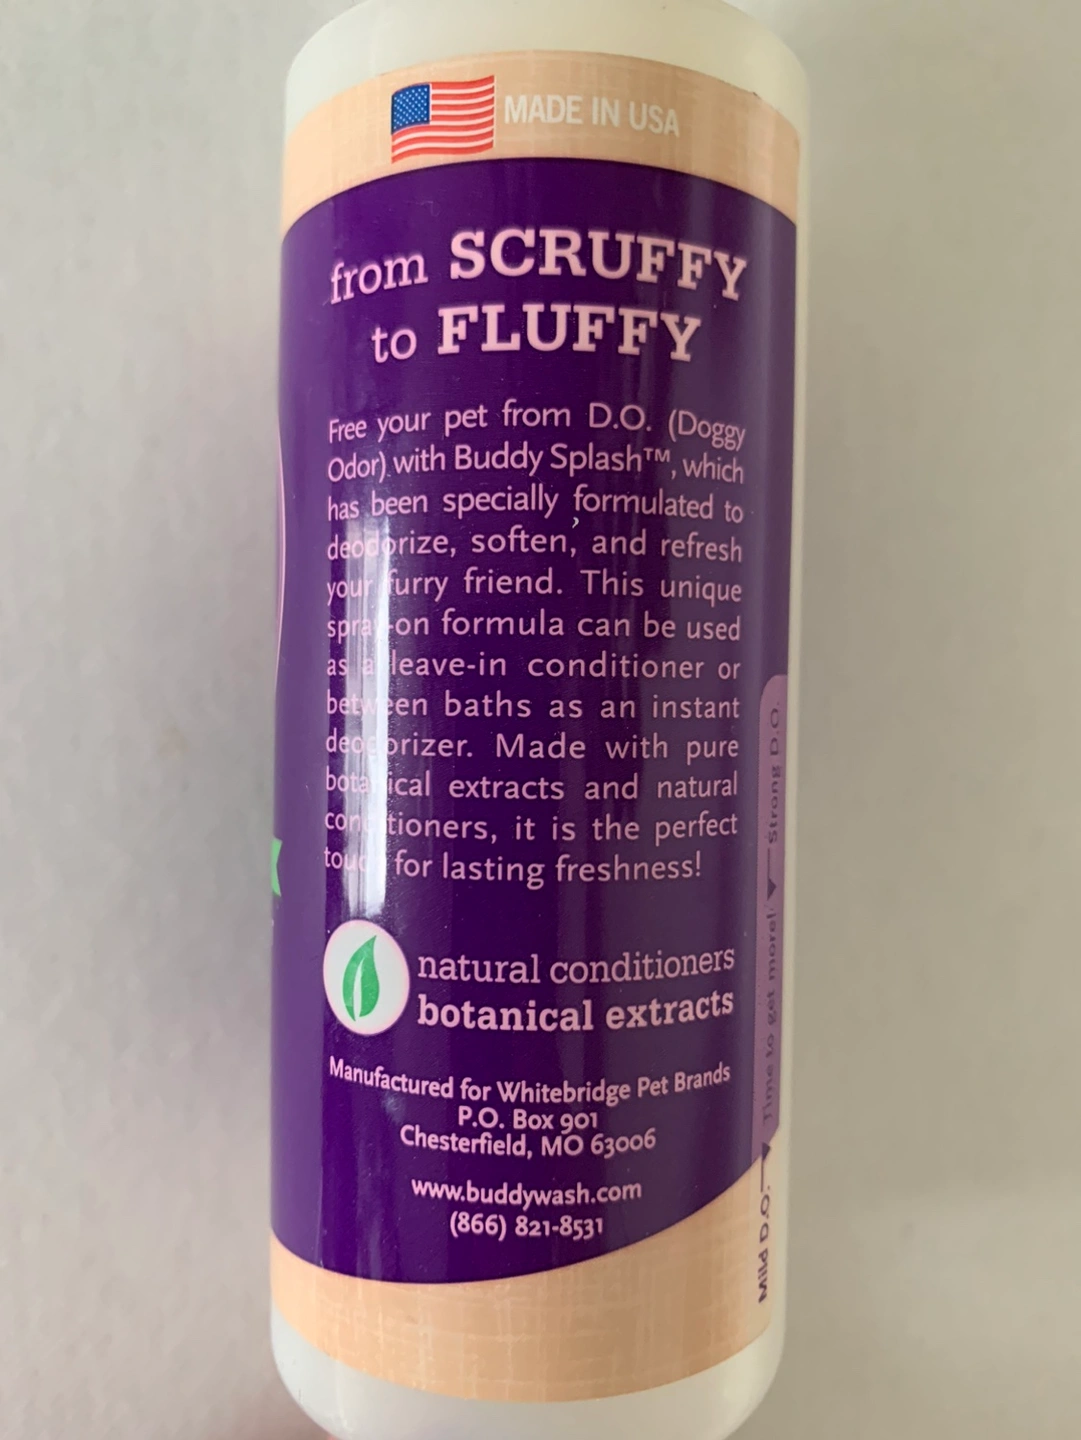 MADE IN USA
from SCRUFFY
to FLUFFY
Free your pet from D.O. (Doggy
Odor) with Buddy Splash™, which
has been specially formulated to
deodorize, soften, and refresh
your furry friend. This unique
spray-on formula can be used
as a leave-in conditioner or
between baths as an instant
deodorizer. Made with pure
botanical extracts and natural
conditioners, it is the perfect
touch for lasting freshness!
natural conditioners
botanical extracts
Manufactured for Whitebridge Pet Brands
P.O. Box 901
Chesterfield, MO 63006
www.buddywash.com
(866) 821-8531
Mild D.O.
Time to get more!
Strong D.O.